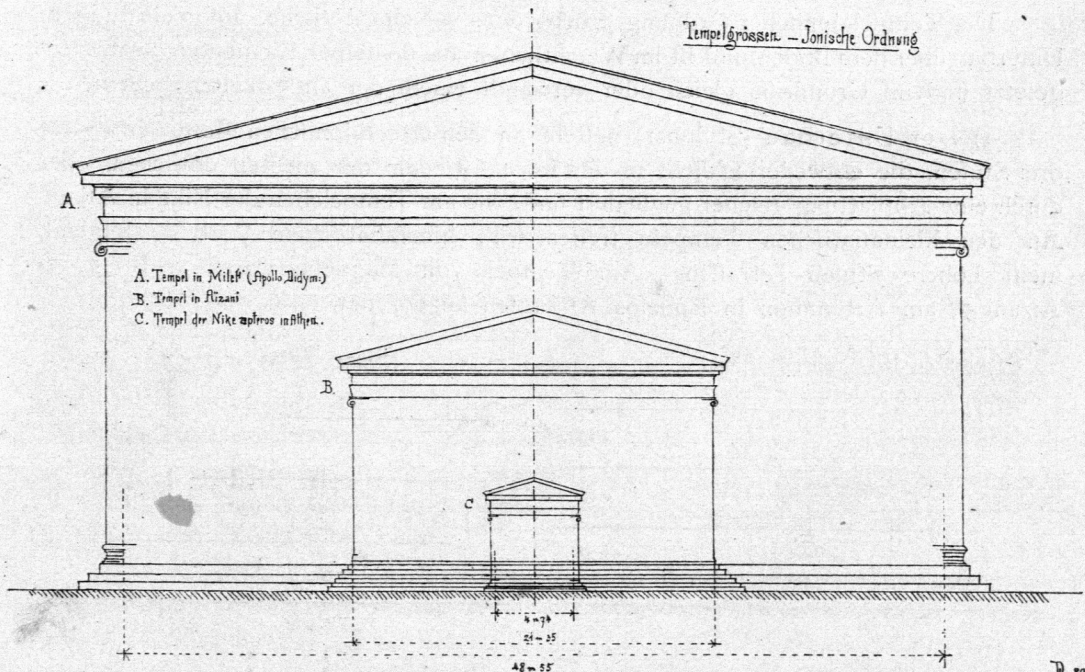 Tempelgrössen – Jonische Ordnung
A.
A. Tempel in Milet (Apollo Didym:)
B. Tempel in Aizani
C. Tempel der Nike apteros in Athen.
B.
C
4 m 74
21 m 35
48 m 55